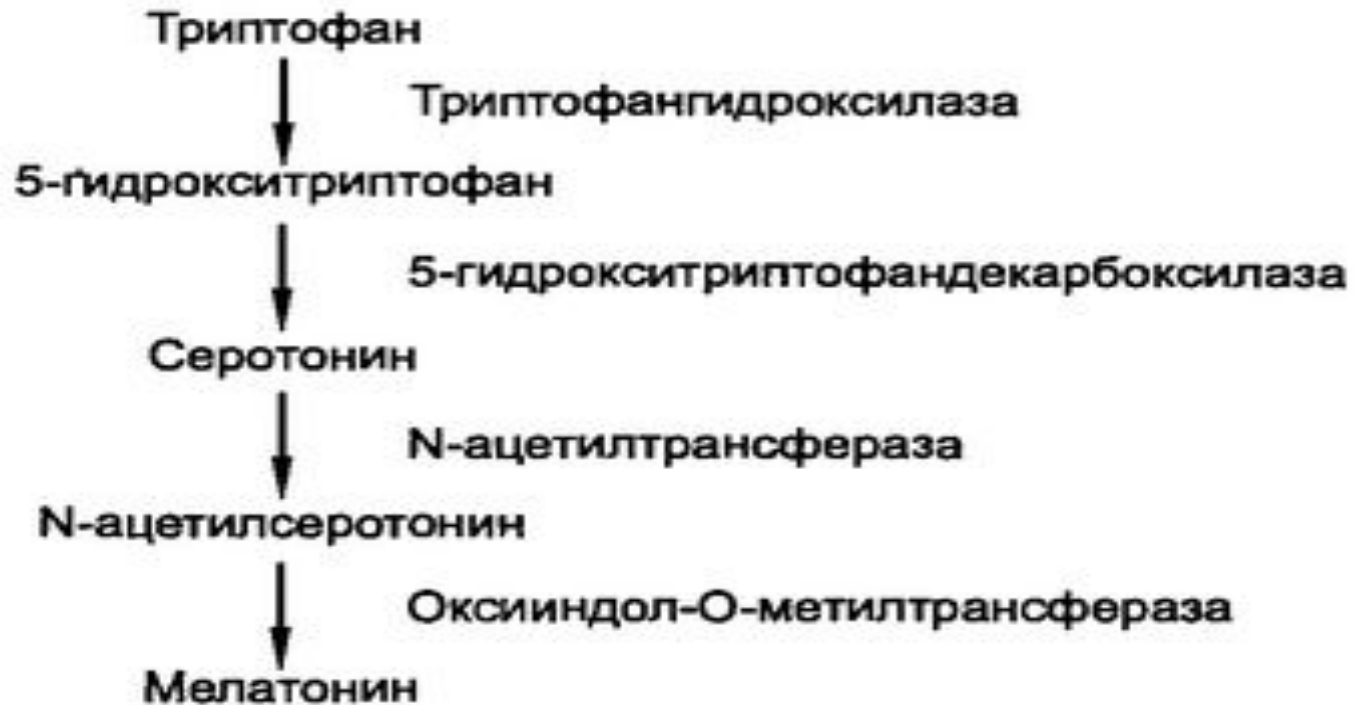 Триптофан
Триптофангидроксилаза
5-гидрокситриптофан
5-гидрокситриптофандекарбоксилаза
Серотонин
N-ацетилтрансфераза
N-ацетилсеротонин
Оксииндол-О-метилтрансфераза
Мелатонин